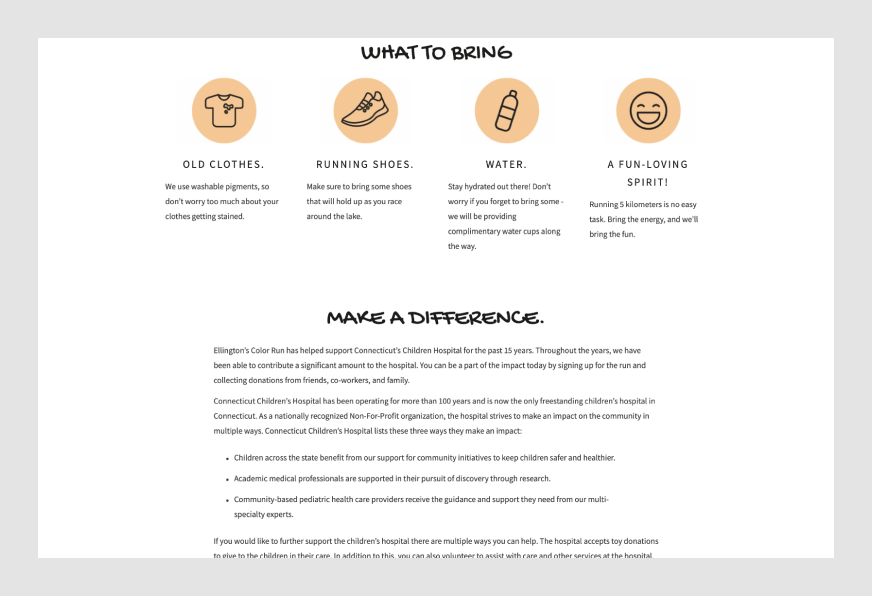 WHAT TO BRING
OLD CLOTHES.
We use washable pigments, so
don't worry too much about your
clothes getting stained.
RUNNING SHOES.
Make sure to bring some shoes
that will hold up as you race
around the lake.
WATER.
Stay hydrated out there! Don't
worry if you forget to bring some -
we will be providing
complimentary water cups along
the way.
A FUN-LOVING
SPIRIT!
Running 5 kilometers is no easy
task. Bring the energy, and we'll
bring the fun.
MAKE A DIFFERENCE.
Ellington's Color Run has helped support Connecticut's Children Hospital for the past 15 years. Throughout the years, we have
been able to contribute a significant amount to the hospital. You can be a part of the impact today by signing up for the run and
collecting donations from friends, co-workers, and family.
Connecticut Children's Hospital has been operating for more than 100 years and is now the only freestanding children's hospital in
Connecticut. As a nationally recognized Non-For-Profit organization, the hospital strives to make an impact on the community in
multiple ways. Connecticut Children's Hospital lists these three ways they make an impact:
• Children across the state benefit from our support for community initiatives to keep children safer and healthier.
• Academic medical professionals are supported in their pursuit of discovery through research.
• Community-based pediatric health care providers receive the guidance and support they need from our multi-
specialty experts.
If you would like to further support the children's hospital there are multiple ways you can help. The hospital accepts toy donations
to give to the children in their care. In addition to this, you can also volunteer to assist with care and other services at the hospital.